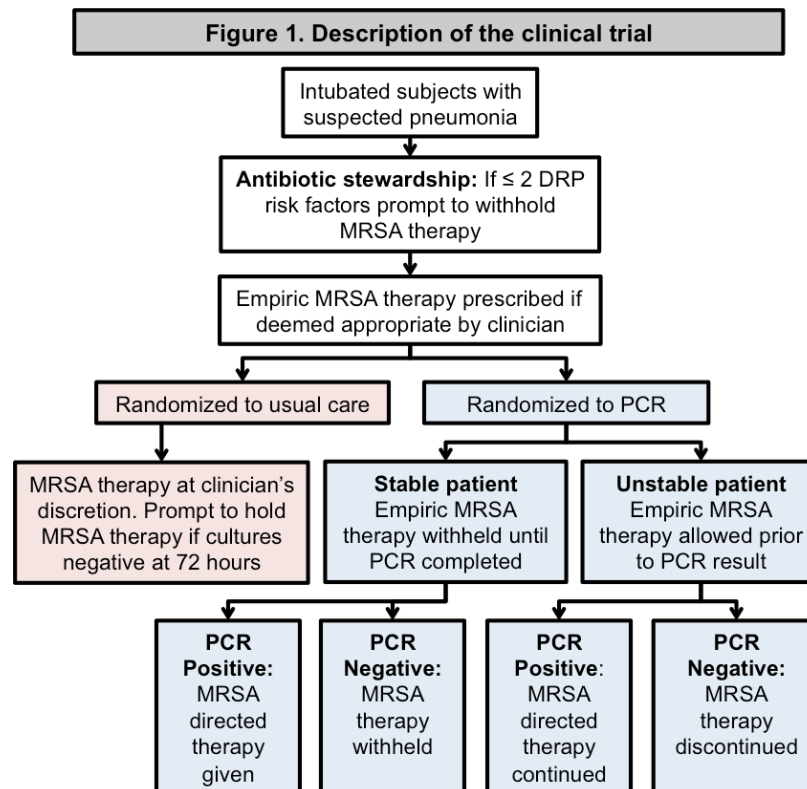 Figure 1. Description of the clinical trial
Intubated subjects with
suspected pneumonia
Antibiotic stewardship: If ≤ 2 DRP
risk factors prompt to withhold
MRSA therapy
Empiric MRSA therapy prescribed if
deemed appropriate by clinician
Randomized to usual care
Randomized to PCR
MRSA therapy at clinician's
discretion. Prompt to hold
MRSA therapy if cultures
negative at 72 hours
Stable patient
Empiric MRSA
therapy withheld until
PCR completed
Unstable patient
Empiric MRSA
therapy allowed prior
to PCR result
PCR
Positive:
MRSA
directed
therapy
given
PCR
Negative:
MRSA
therapy
withheld
PCR
Positive:
MRSA
directed
therapy
continued
PCR
Negative:
MRSA
therapy
discontinued